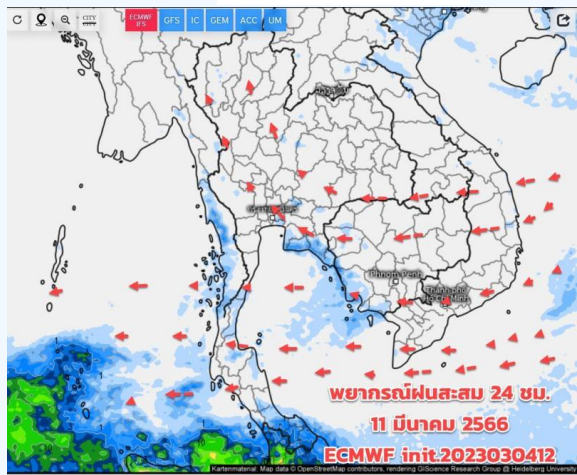 CITY
CITY
ECMWF
IFS
GFS
IC
GEM
ACC
UM
Phnom Penh
Thành phố
Hồ Chí Minh
1
พยากรณ์ฝนสะสม 24 ชม.
11 มีนาคม 2566
ECMWF init.2023030412
Kartenmaterial: Map data © OpenStreetMap contributors, rendering GIScience Research Group @ Heidelberg University